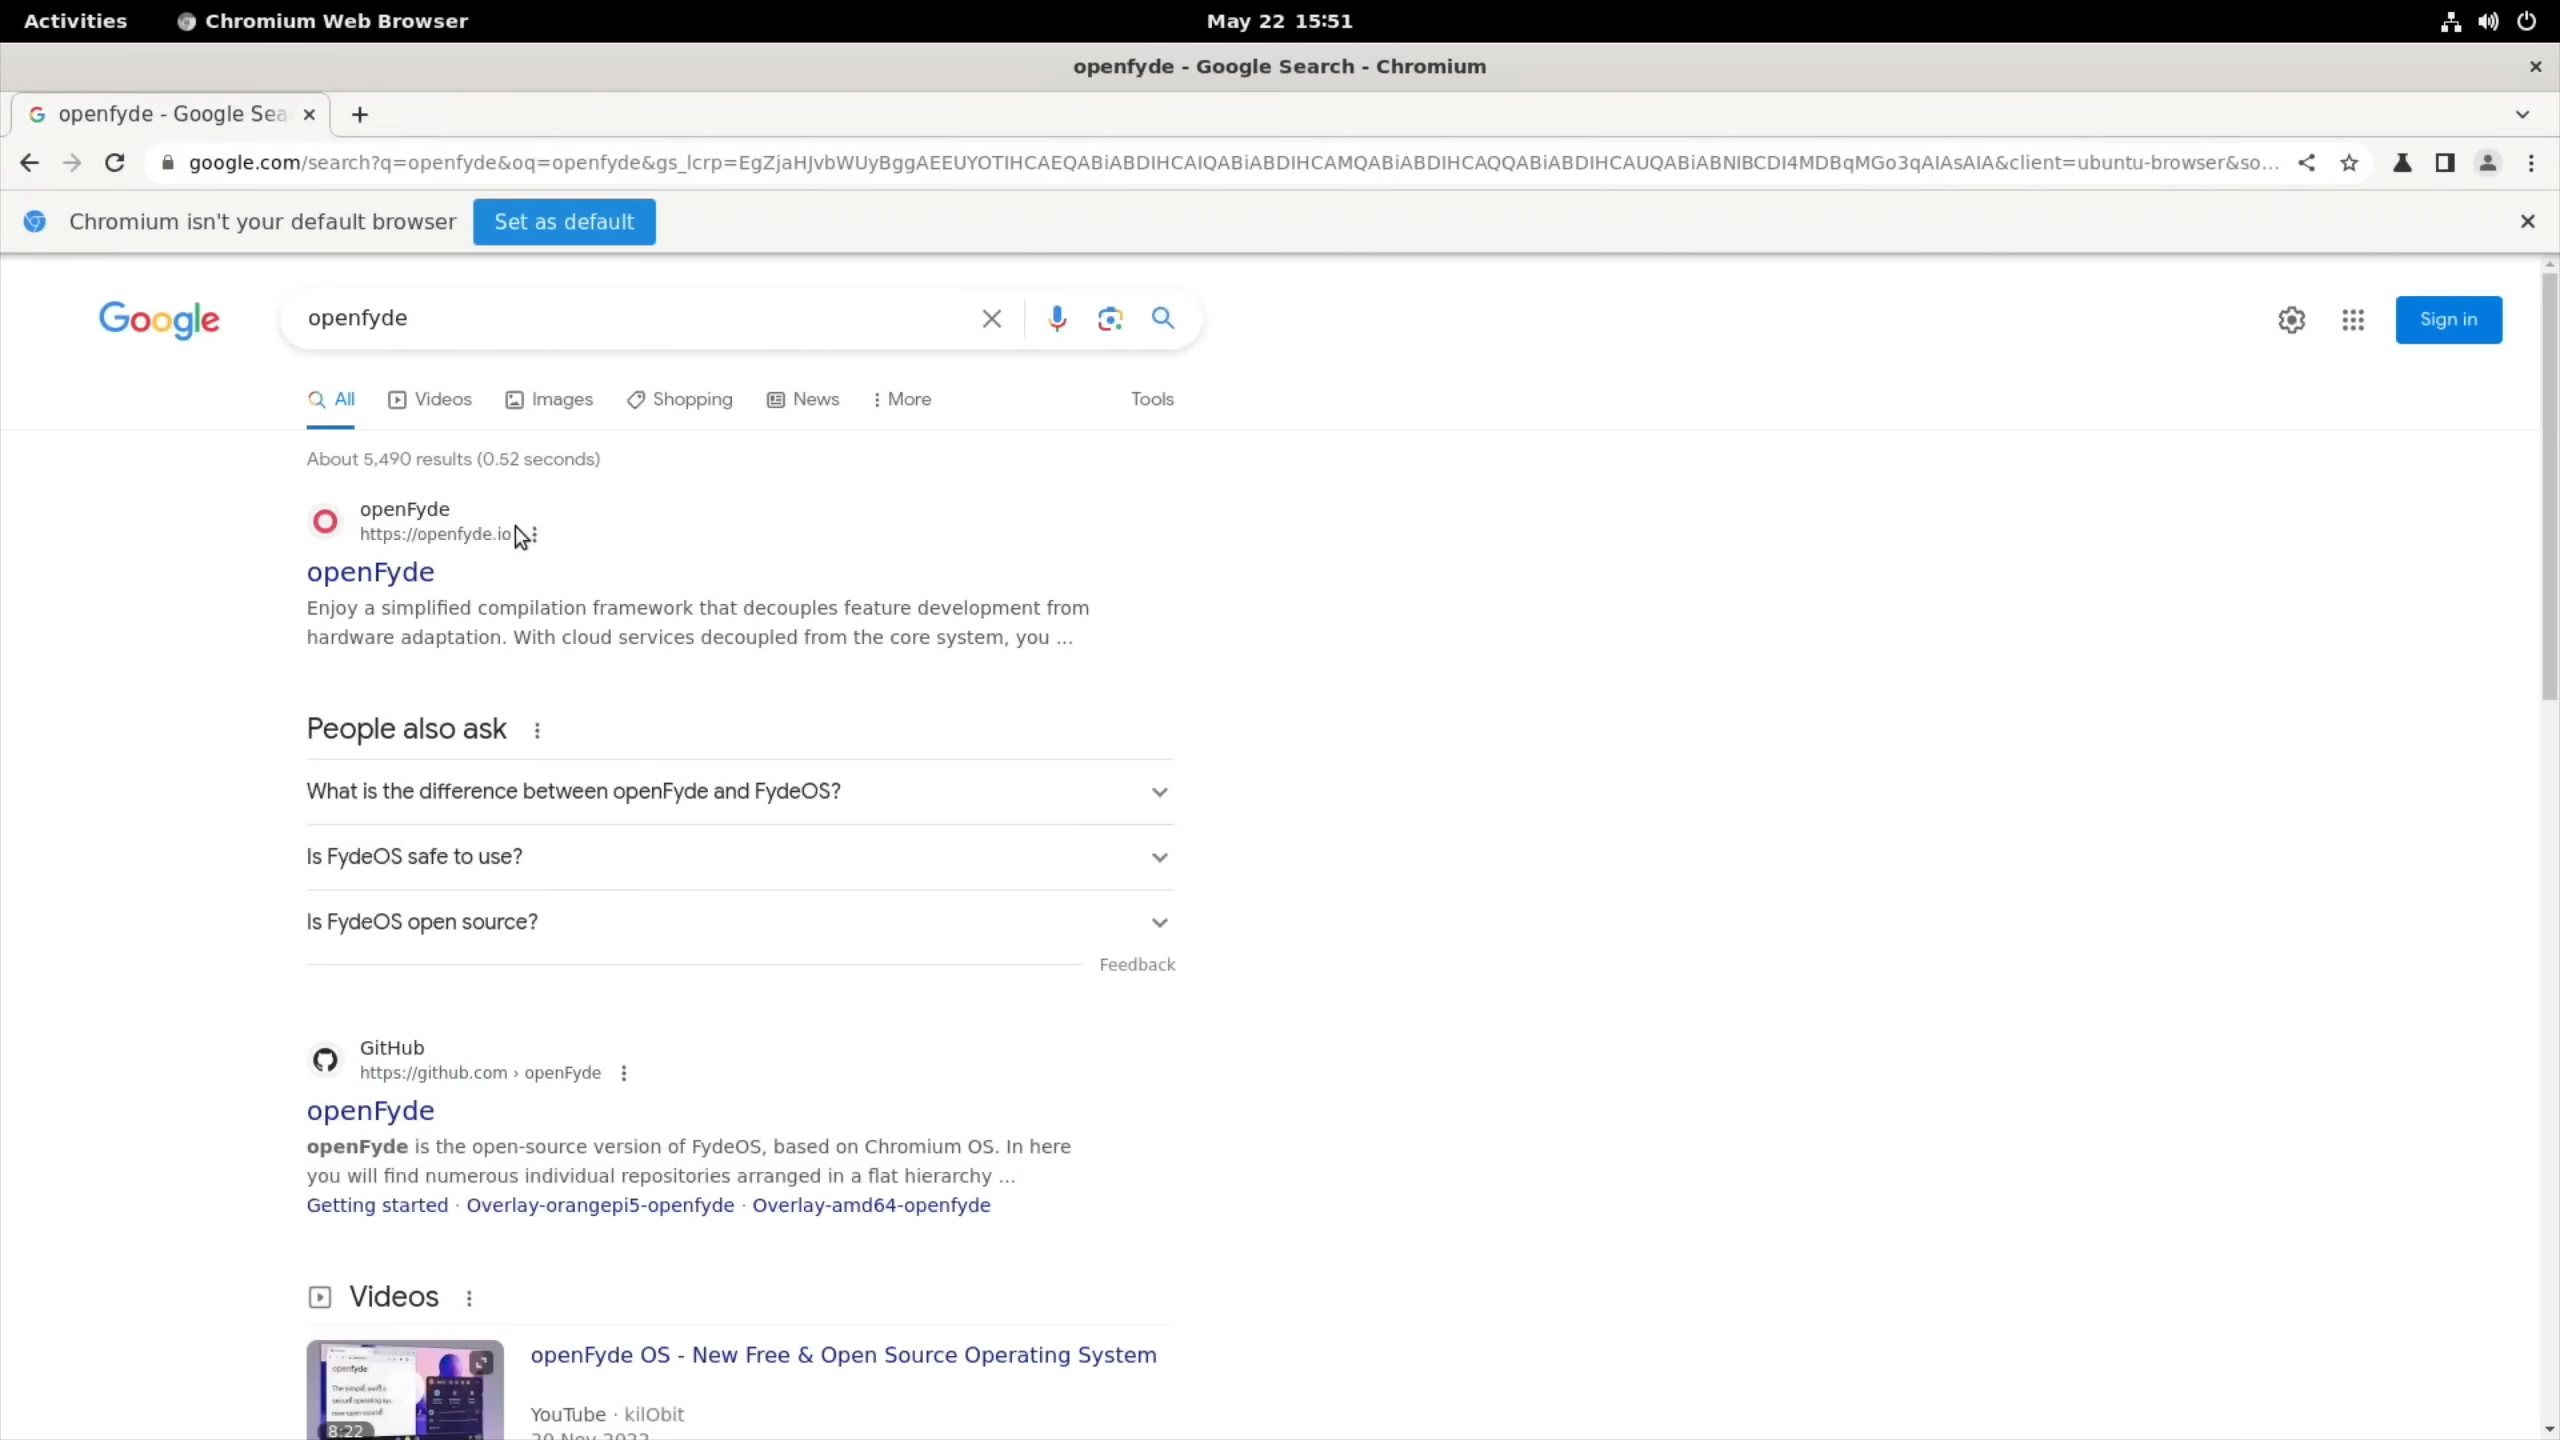 Activities
Chromium Web Browser
May 22 15:51
openfyde - Google Search - Chromium
openfyde - Google Sea
google.com/search?q=openfyde&oq=openfyde&gs_lcrp=EgZjaHJvbWUyBggAEEUYOTIHCAEQABiABDIHCAIQABiABDIHCAMQABiABDIHCAQQABiABDIHCAUQABiABNIBCDI4MDBqMGo3qAIAsAIA&client=ubuntu-browser&so...
Chromium isn't your default browser
Set as default
Google
openfyde
Sign in
All
Videos
Images
Shopping
News
More
Tools
About 5,490 results (0.52 seconds)
openFyde
https://openfyde.io
openFyde
Enjoy a simplified compilation framework that decouples feature development from
hardware adaptation. With cloud services decoupled from the core system, you ...
People also ask
What is the difference between openFyde and FydeOS?
Is FydeOS safe to use?
Is FydeOS open source?
Feedback
GitHub
https://github.com › openFyde
openFyde
openFyde is the open-source version of FydeOS, based on Chromium OS. In here
you will find numerous individual repositories arranged in a flat hierarchy ...
Getting started · Overlay-orangepi5-openfyde · Overlay-amd64-openfyde
Videos
openfyde
8:22
openFyde OS - New Free & Open Source Operating System
YouTube · kilObit